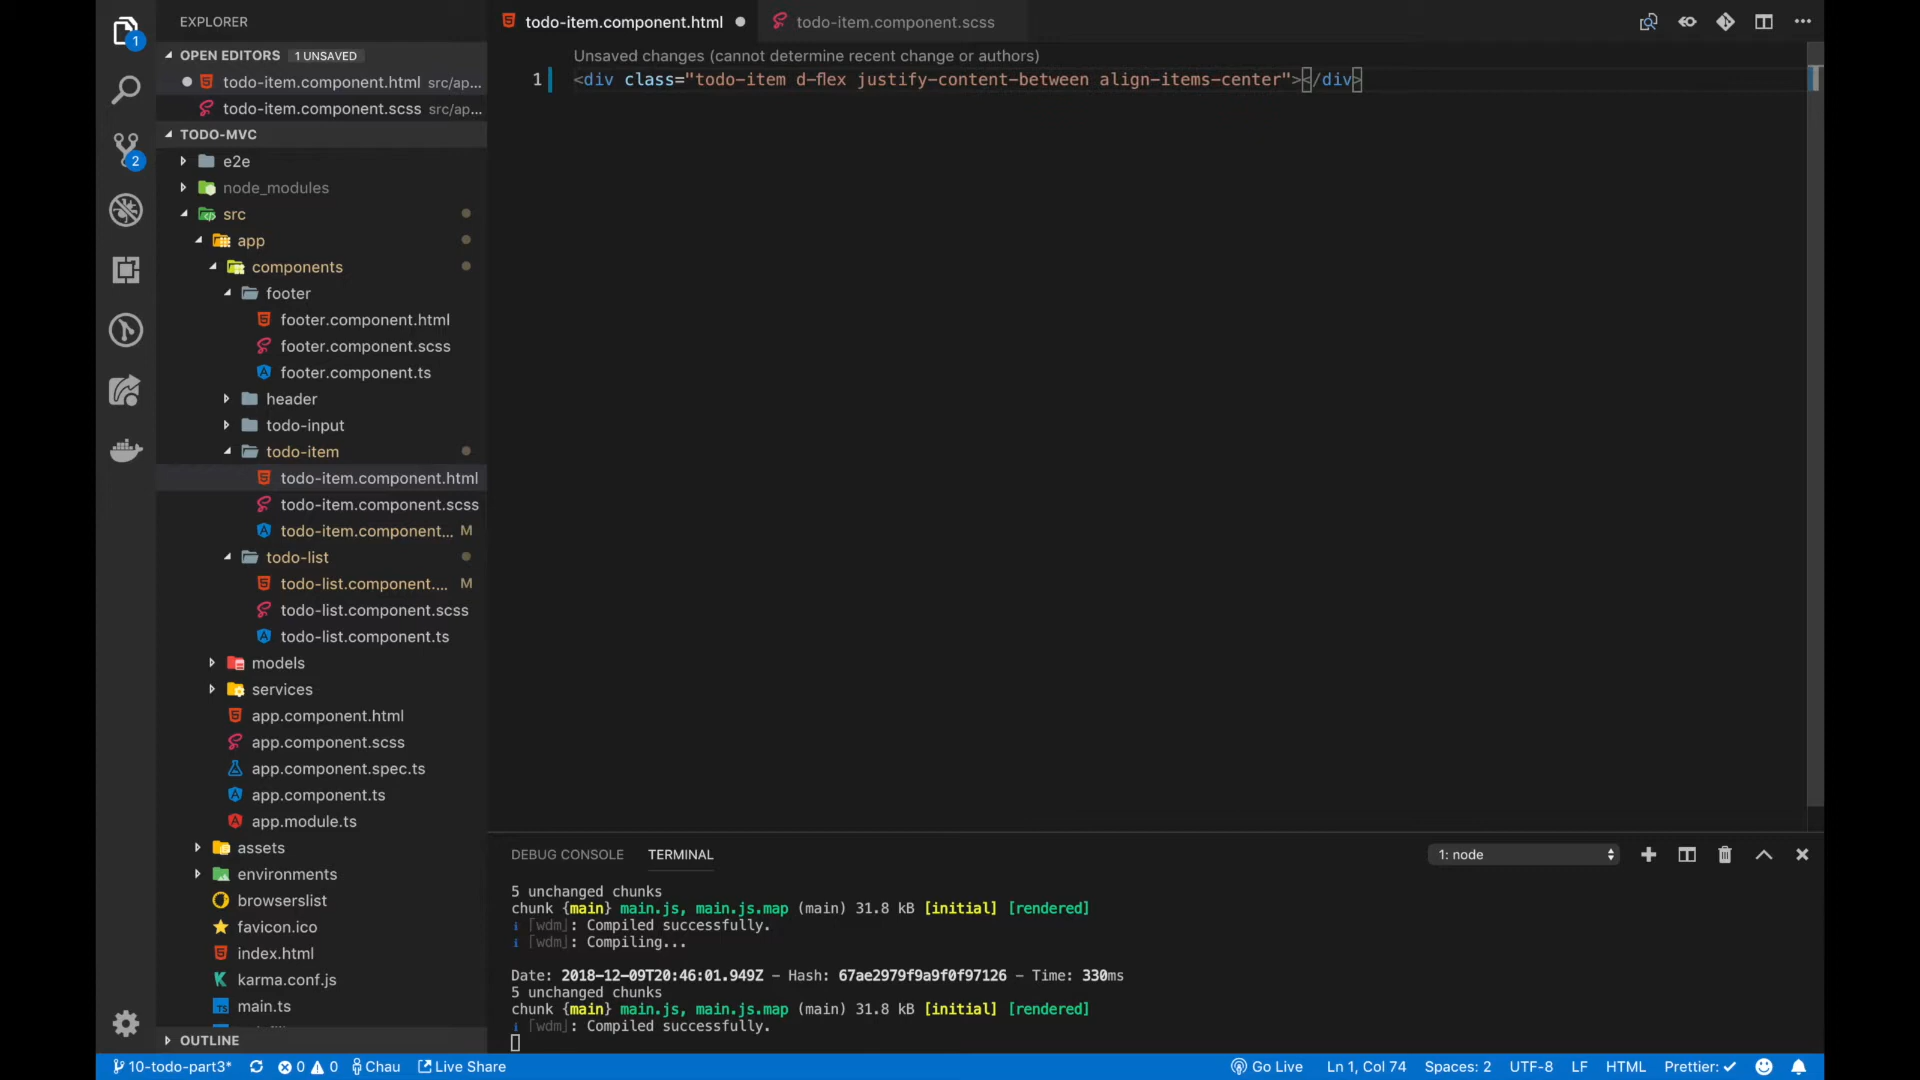 EXPLORER
OPEN EDITORS 1 UNSAVED
todo-item.component.html src/ap...
todo-item.component.scss src/ap...
TODO-MVC
e2e
node_modules
src
app
components
footer
footer.component.html
footer.component.scss
footer.component.ts
header
todo-input
todo-item
todo-item.component.html
todo-item.component.scss
todo-item.component... M
todo-list
todo-list.component.... M
todo-list.component.scss
todo-list.component.ts
models
services
app.component.html
app.component.scss
app.component.spec.ts
app.component.ts
app.module.ts
assets
environments
browserslist
favicon.ico
index.html
karma.conf.js
main.ts
OUTLINE
1
2
todo-item.component.html
todo-item.component.scss
Unsaved changes (cannot determine recent change or authors)
1 <div class="todo-item d-flex justify-content-between align-items-center"></div>
DEBUG CONSOLE TERMINAL
1: node
5 unchanged chunks
chunk {main} main.js, main.js.map (main) 31.8 kB [initial] [rendered]
i ｢wdm｣: Compiled successfully.
i ｢wdm｣: Compiling...
Date: 2018-12-09T20:46:01.949Z - Hash: 67ae2979f9a9f0f97126 - Time: 330ms
5 unchanged chunks
chunk {main} main.js, main.js.map (main) 31.8 kB [initial] [rendered]
i ｢wdm｣: Compiled successfully.
10-todo-part3* 0 0 Chau Live Share Go Live Ln 1, Col 74 Spaces: 2 UTF-8 LF HTML Prettier: ✓